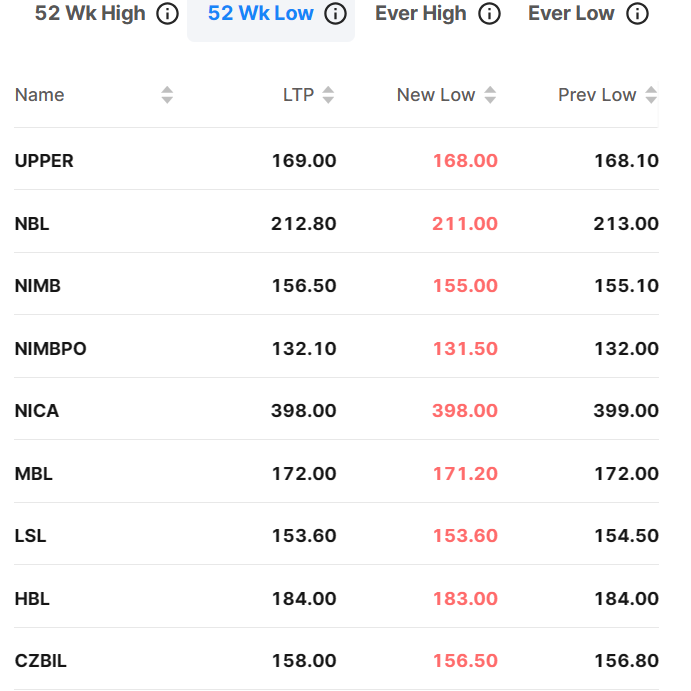 52 Wk High 52 Wk Low Ever High Ever Low
Name LTP New Low Prev Low
UPPER 169.00 168.00 168.10
NBL 212.80 211.00 213.00
NIMB 156.50 155.00 155.10
NIMBPO 132.10 131.50 132.00
NICA 398.00 398.00 399.00
MBL 172.00 171.20 172.00
LSL 153.60 153.60 154.50
HBL 184.00 183.00 184.00
CZBIL 158.00 156.50 156.80